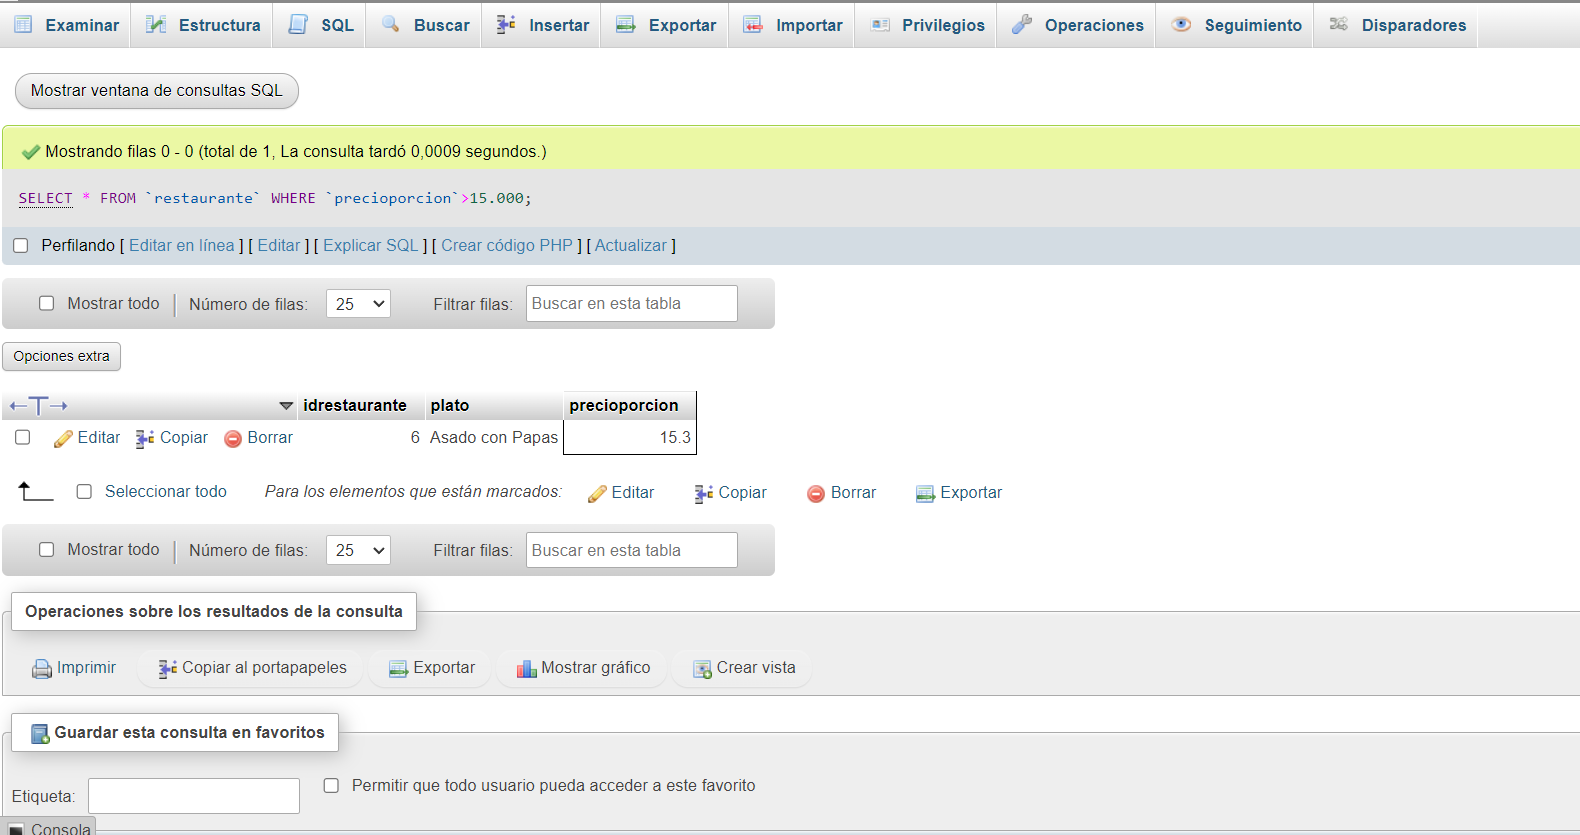 Examinar Estructura SQL Buscar Insertar Exportar Importar Privilegios Operaciones Seguimiento Disparadores
Mostrar ventana de consultas SQL
Mostrando filas 0 - 0 (total de 1, La consulta tardó 0,0009 segundos.)
SELECT * FROM `restaurante` WHERE `precioporcion`>15.000;
Perfilando [ Editar en línea ] [ Editar ] [ Explicar SQL ] [ Crear código PHP ] [ Actualizar ]
Mostrar todo Número de filas: 25 Filtrar filas: Buscar en esta tabla
Opciones extra
idrestaurante plato precioporcion
Editar Copiar Borrar 6 Asado con Papas 15.3
Seleccionar todo Para los elementos que están marcados: Editar Copiar Borrar Exportar
Mostrar todo Número de filas: 25 Filtrar filas: Buscar en esta tabla
Operaciones sobre los resultados de la consulta
Imprimir Copiar al portapapeles Exportar Mostrar gráfico Crear vista
Guardar esta consulta en favoritos
Etiqueta: Permitir que todo usuario pueda acceder a este favorito
Consola